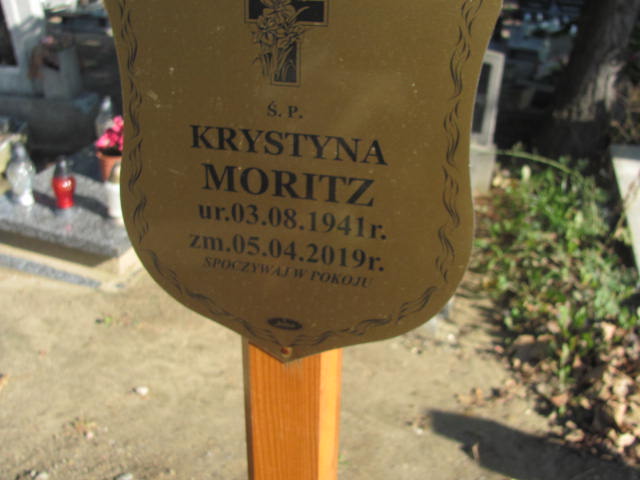 Ś. P.
KRYSTYNA
MORITZ
ur.03.08.1941r.
zm.05.04.2019r.
SPOCZYWAJ W POKOJU